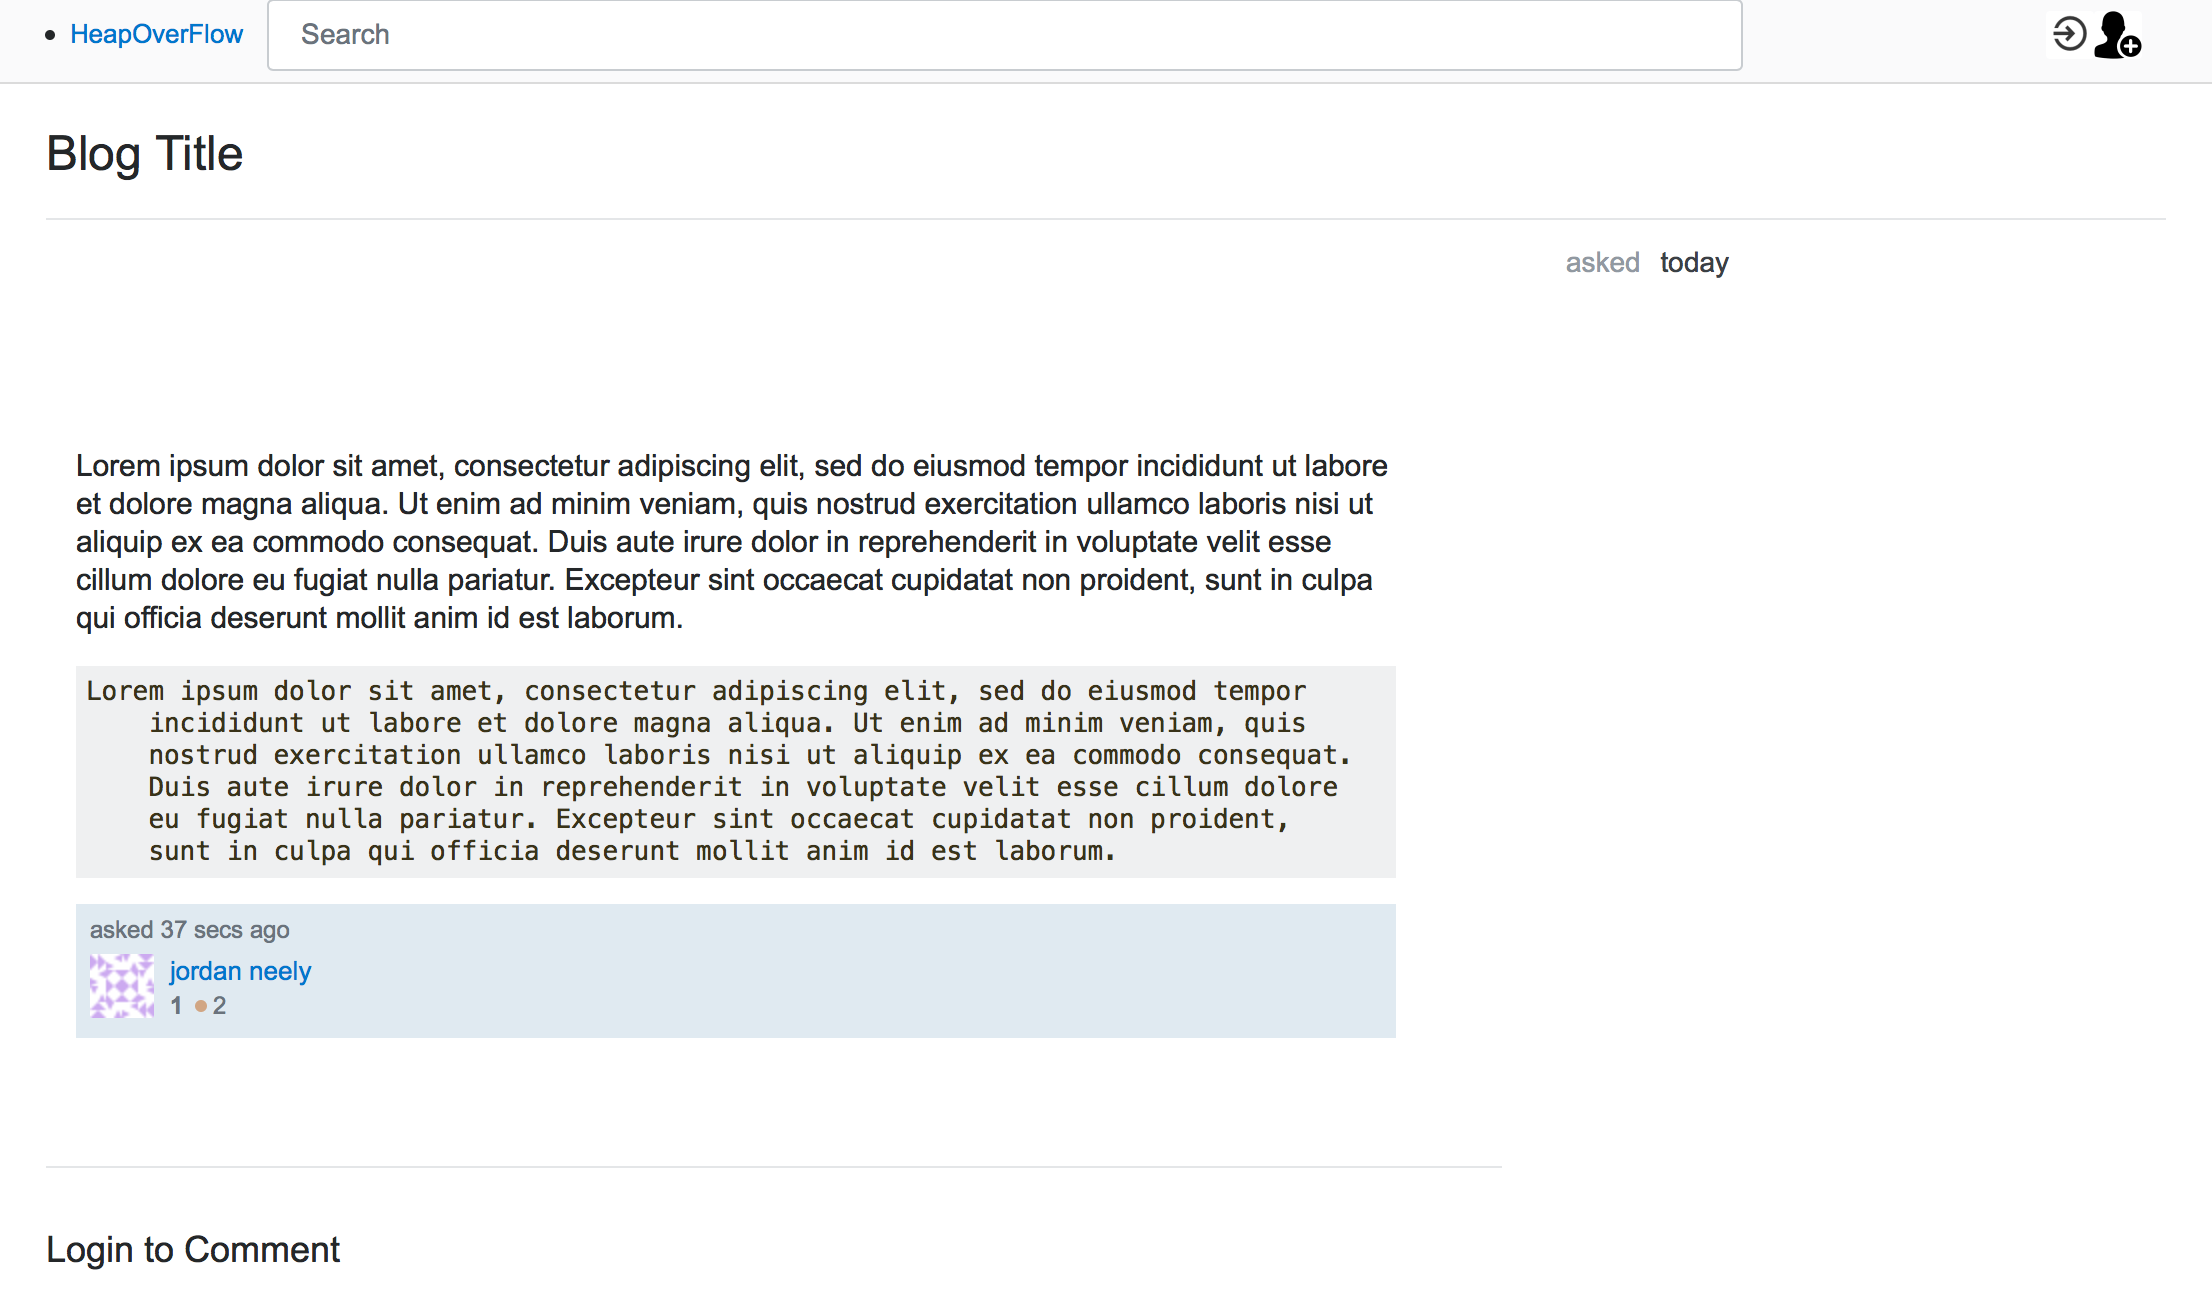 HeapOverFlow
Search
Blog Title
asked today
Lorem ipsum dolor sit amet, consectetur adipiscing elit, sed do eiusmod tempor incididunt ut labore
et dolore magna aliqua. Ut enim ad minim veniam, quis nostrud exercitation ullamco laboris nisi ut
aliquip ex ea commodo consequat. Duis aute irure dolor in reprehenderit in voluptate velit esse
cillum dolore eu fugiat nulla pariatur. Excepteur sint occaecat cupidatat non proident, sunt in culpa
qui officia deserunt mollit anim id est laborum.
Lorem ipsum dolor sit amet, consectetur adipiscing elit, sed do eiusmod tempor
incididunt ut labore et dolore magna aliqua. Ut enim ad minim veniam, quis
nostrud exercitation ullamco laboris nisi ut aliquip ex ea commodo consequat.
Duis aute irure dolor in reprehenderit in voluptate velit esse cillum dolore
eu fugiat nulla pariatur. Excepteur sint occaecat cupidatat non proident,
sunt in culpa qui officia deserunt mollit anim id est laborum.
asked 37 secs ago
jordan neely
1 ● 2
Login to Comment